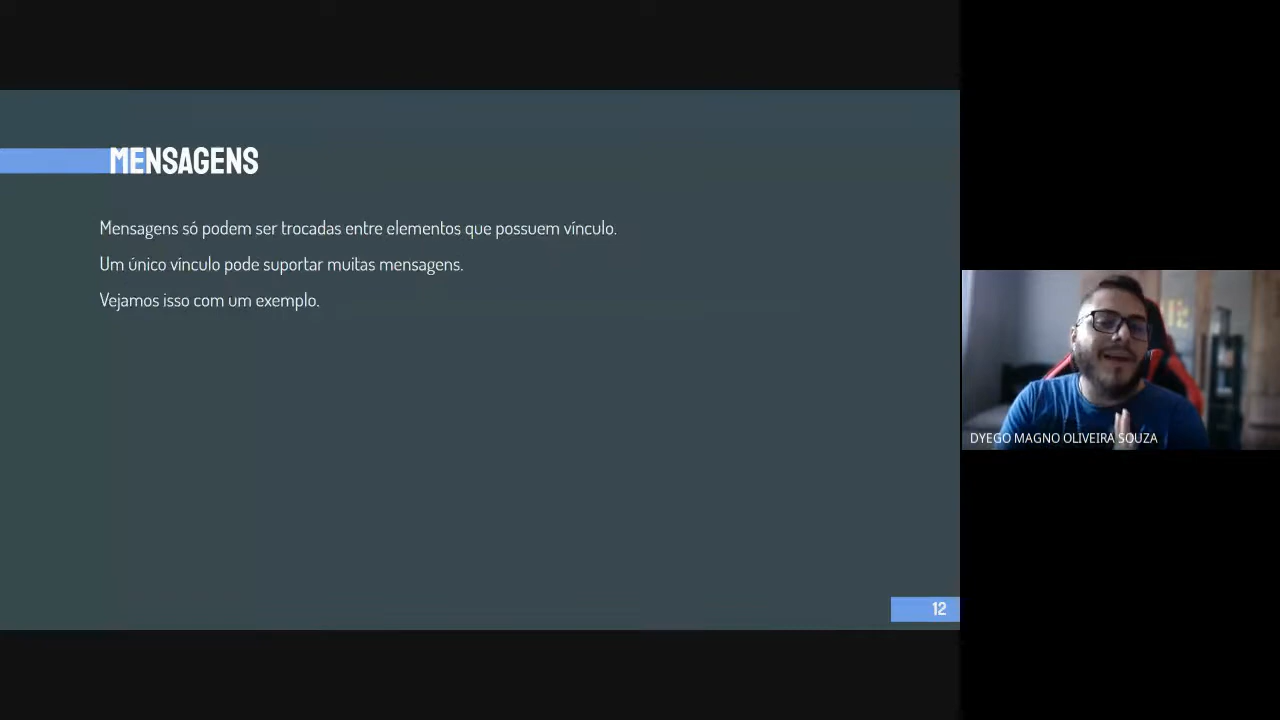 MENSAGENS
Mensagens só podem ser trocadas entre elementos que possuem vínculo.
Um único vínculo pode suportar muitas mensagens.
Vejamos isso com um exemplo.
DYEGO MAGNO OLIVEIRA SOUZA
12